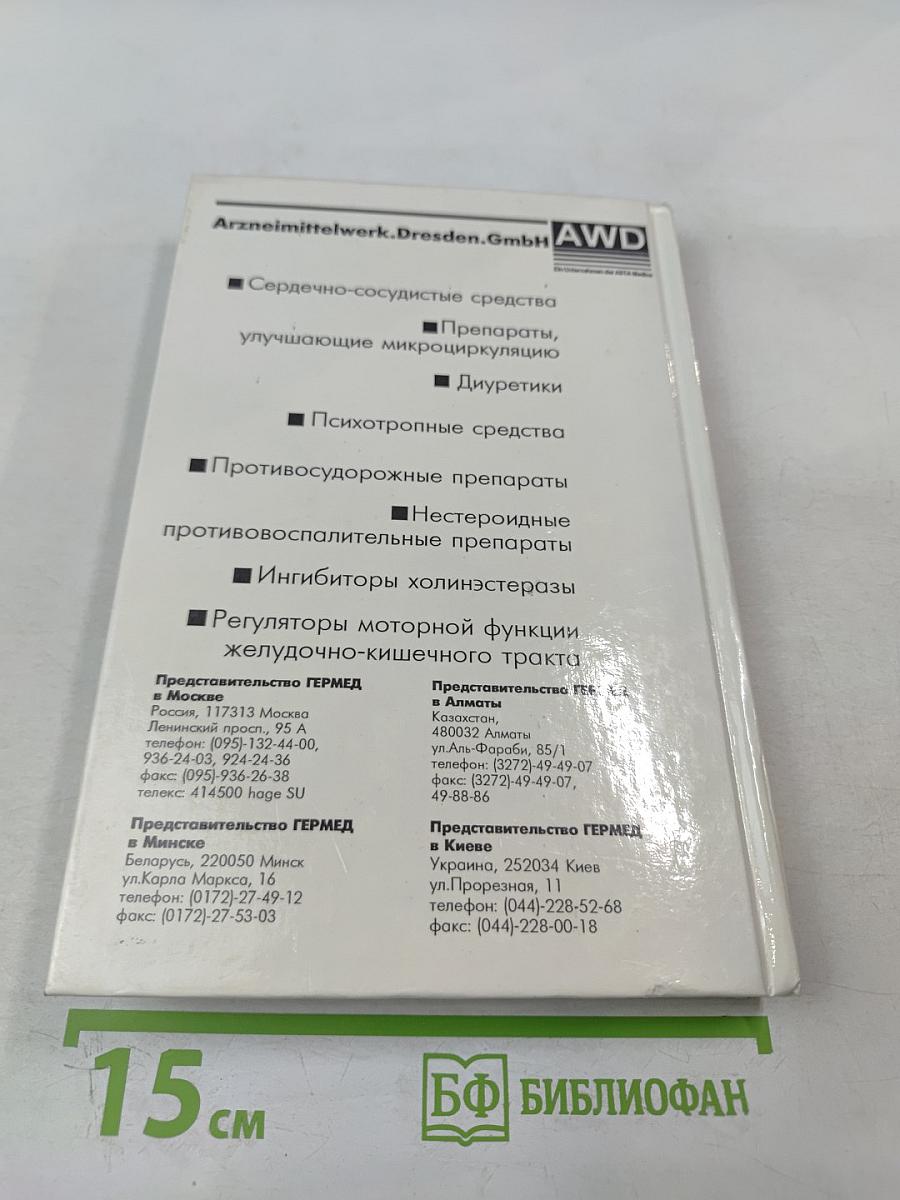 Arzneimittelwerk.Dresden.GmbH AWD
Ein Unternehmen der ASTA Medica
■ Сердечно-сосудистые средства
■ Препараты,
улучшающие микроциркуляцию
■ Диуретики
■ Психотропные средства
■ Противосудорожные препараты
■ Нестероидные
противовоспалительные препараты
■ Ингибиторы холинэстеразы
■ Регуляторы моторной функции
желудочно-кишечного тракта
Представительство ГЕРМЕД
в Москве
Россия, 117313 Москва
Ленинский просп., 95 А
телефон: (095)-132-44-00,
936-24-03, 924-24-36
факс: (095)-936-26-38
телекс: 414500 hage SU
Представительство
в Алматы
Казахстан,
480032 Алматы
ул.Аль-Фараби, 85/1
телефон: (3272)-49-49-07
факс: (3272)-49-49-07,
49-88-86
Представительство ГЕРМЕД
в Минске
Беларусь, 220050 Минск
ул.Карла Маркса, 16
телефон: (0172)-27-49-12
факс: (0172)-27-53-03
Представительство ГЕРМЕД
в Киеве
Украина, 252034 Киев
ул.Прорезная, 11
телефон: (044)-228-52-68
факс: (044)-228-00-18
15 см
БФ БИБЛИОФАН